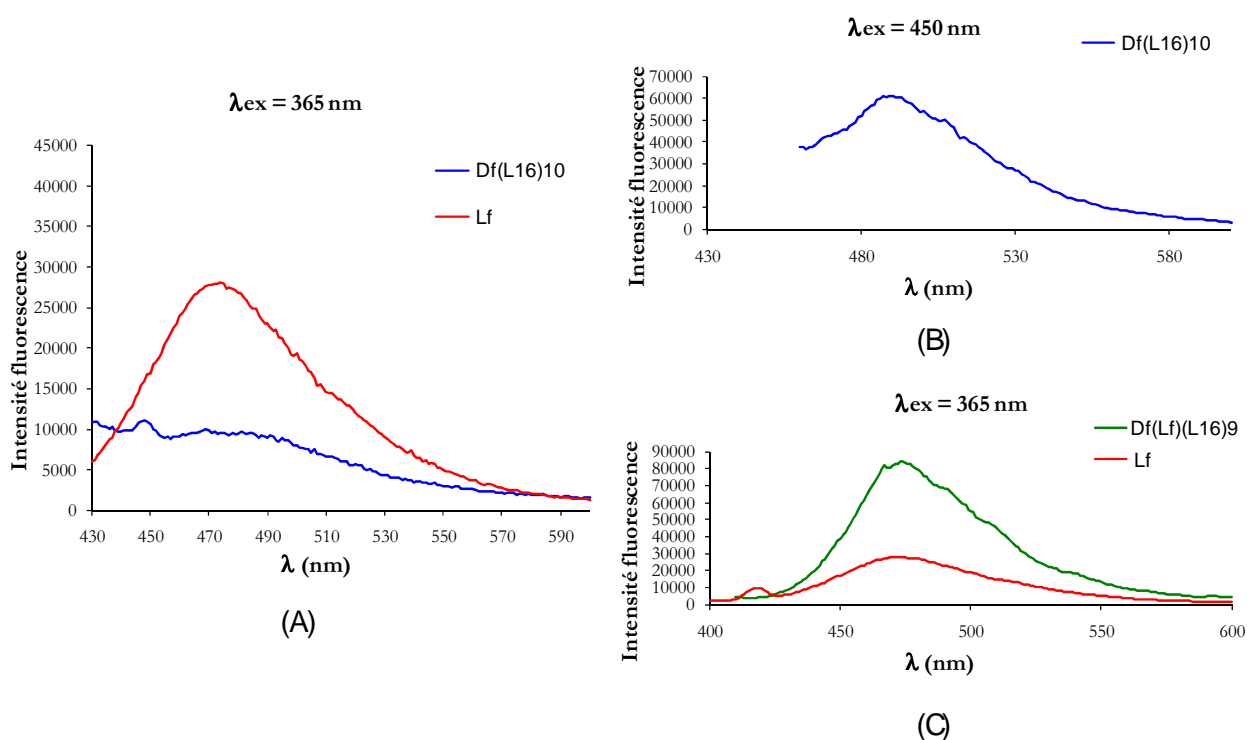 λex = 365 nm
Df(L16)10
Lf
Intensité fluorescence
45000
40000
35000
30000
25000
20000
15000
10000
5000
0
430 450 470 490 510 530 550 570 590
λ (nm)
(A)
λex = 450 nm
Df(L16)10
Intensité fluorescence
70000
60000
50000
40000
30000
20000
10000
0
430 480 530 580
λ (nm)
(B)
λex = 365 nm
Df(Lf)(L16)9
Lf
Intensité fluorescence
90000
80000
70000
60000
50000
40000
30000
20000
10000
0
400 450 500 550 600
λ (nm)
(C)